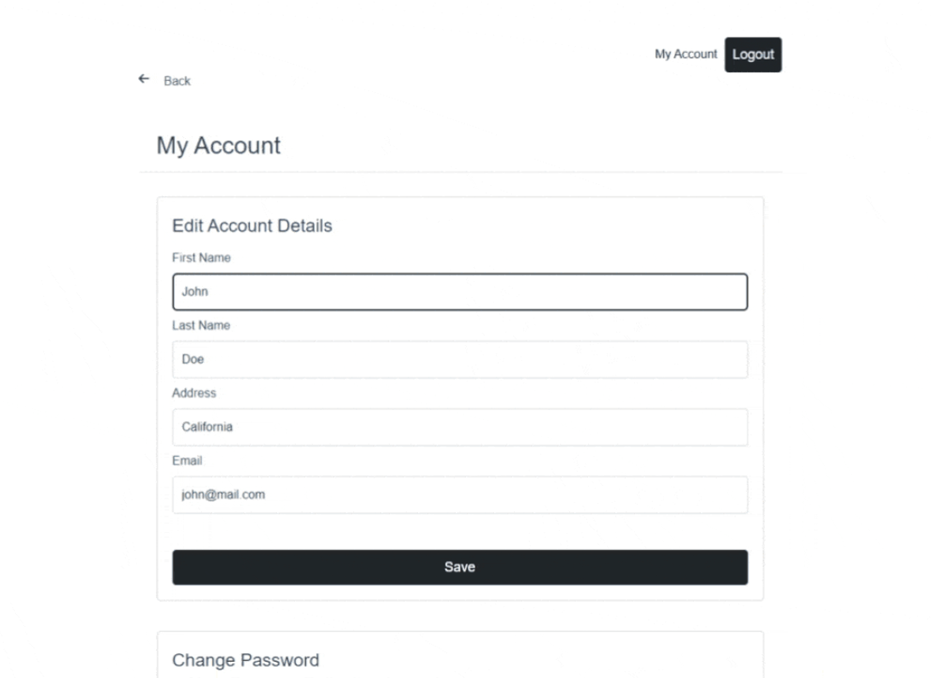 My Account Logout
Back
My Account
Edit Account Details
First Name
John
Last Name
Doe
Address
California
Email
john@mail.com
Save
Change Password